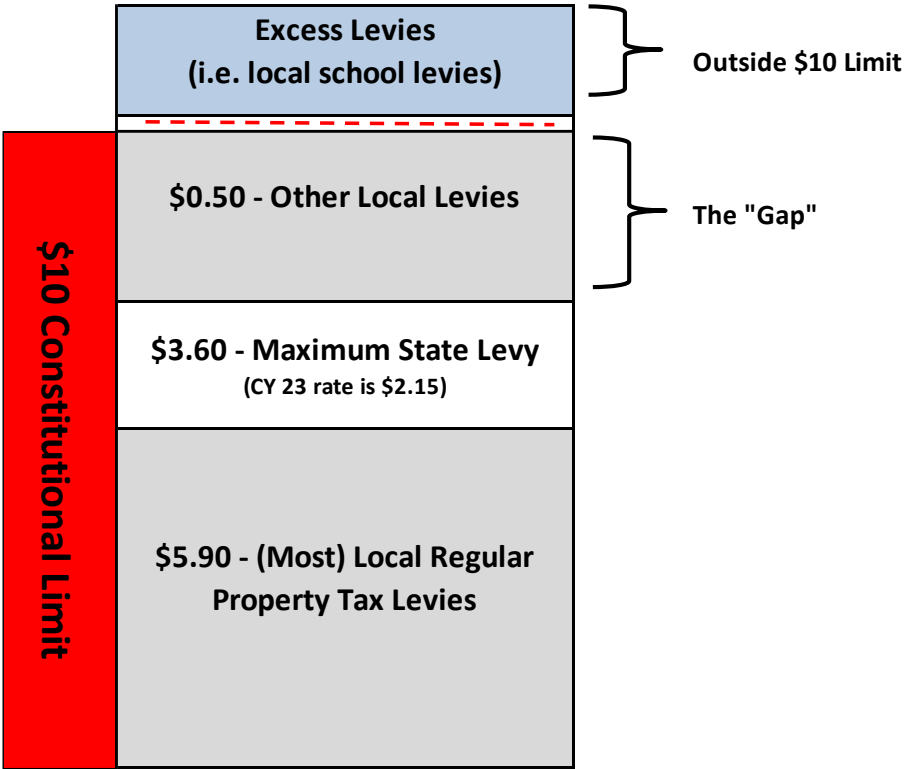 Excess Levies
(i.e. local school levies)
Outside $10 Limit
$0.50 - Other Local Levies
The "Gap"
$10 Constitutional Limit
$3.60 - Maximum State Levy
(CY 23 rate is $2.15)
$5.90 - (Most) Local Regular
Property Tax Levies